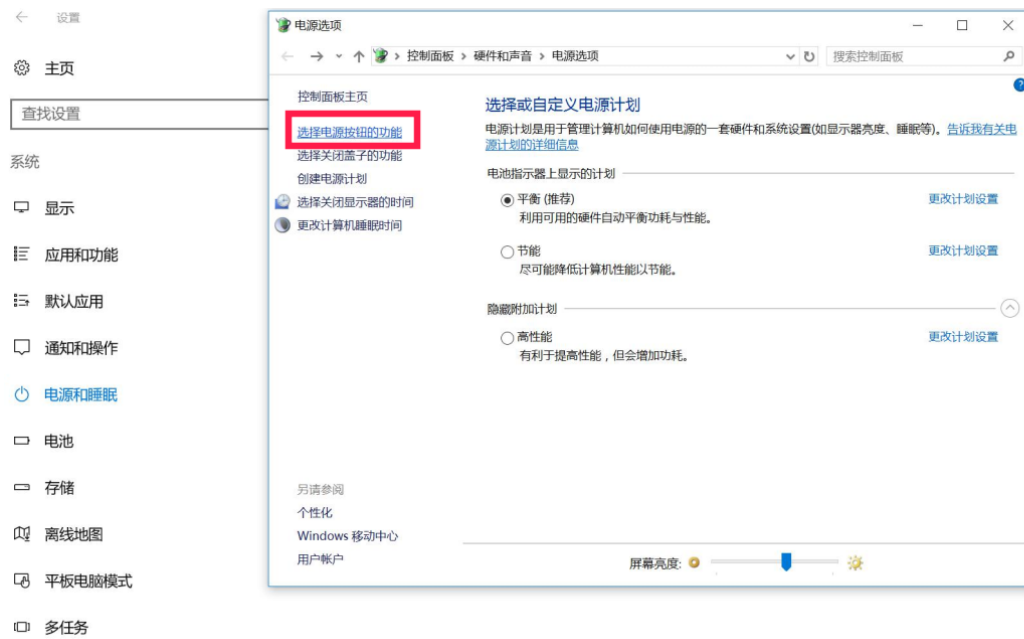 设置
主页
查找设置
系统
显示
应用和功能
默认应用
通知和操作
电源和睡眠
电池
存储
离线地图
平板电脑模式
多任务
电源选项
控制面板 > 硬件和声音 > 电源选项
搜索控制面板
控制面板主页
选择电源按钮的功能
选择关闭盖子的功能
创建电源计划
选择关闭显示器的时间
更改计算机睡眠时间
选择或自定义电源计划
电源计划是用于管理计算机如何使用电源的一套硬件和系统设置(如显示器亮度、睡眠等)。告诉我有关电
源计划的详细信息
电池指示器上显示的计划
平衡 (推荐) 更改计划设置
利用可用的硬件自动平衡功耗与性能。
节能 更改计划设置
尽可能降低计算机性能以节能。
隐藏附加计划
高性能 更改计划设置
有利于提高性能，但会增加功耗。
另请参阅
个性化
Windows 移动中心
用户帐户
屏幕亮度: